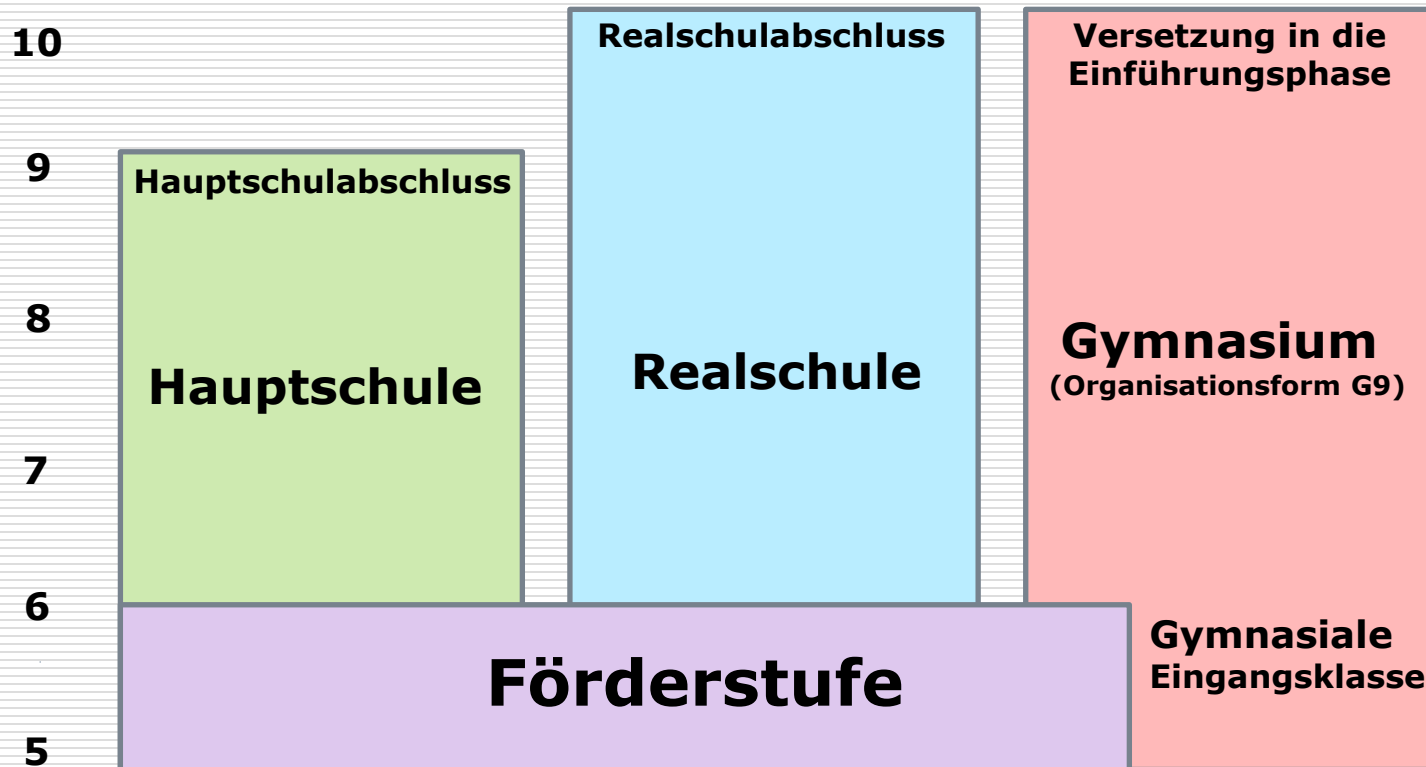 10
Realschulabschluss
Versetzung in die
Einführungsphase
9
Hauptschulabschluss
8
Hauptschule
Realschule
Gymnasium
(Organisationsform G9)
7
6
Förderstufe
Gymnasiale
Eingangsklasse
5